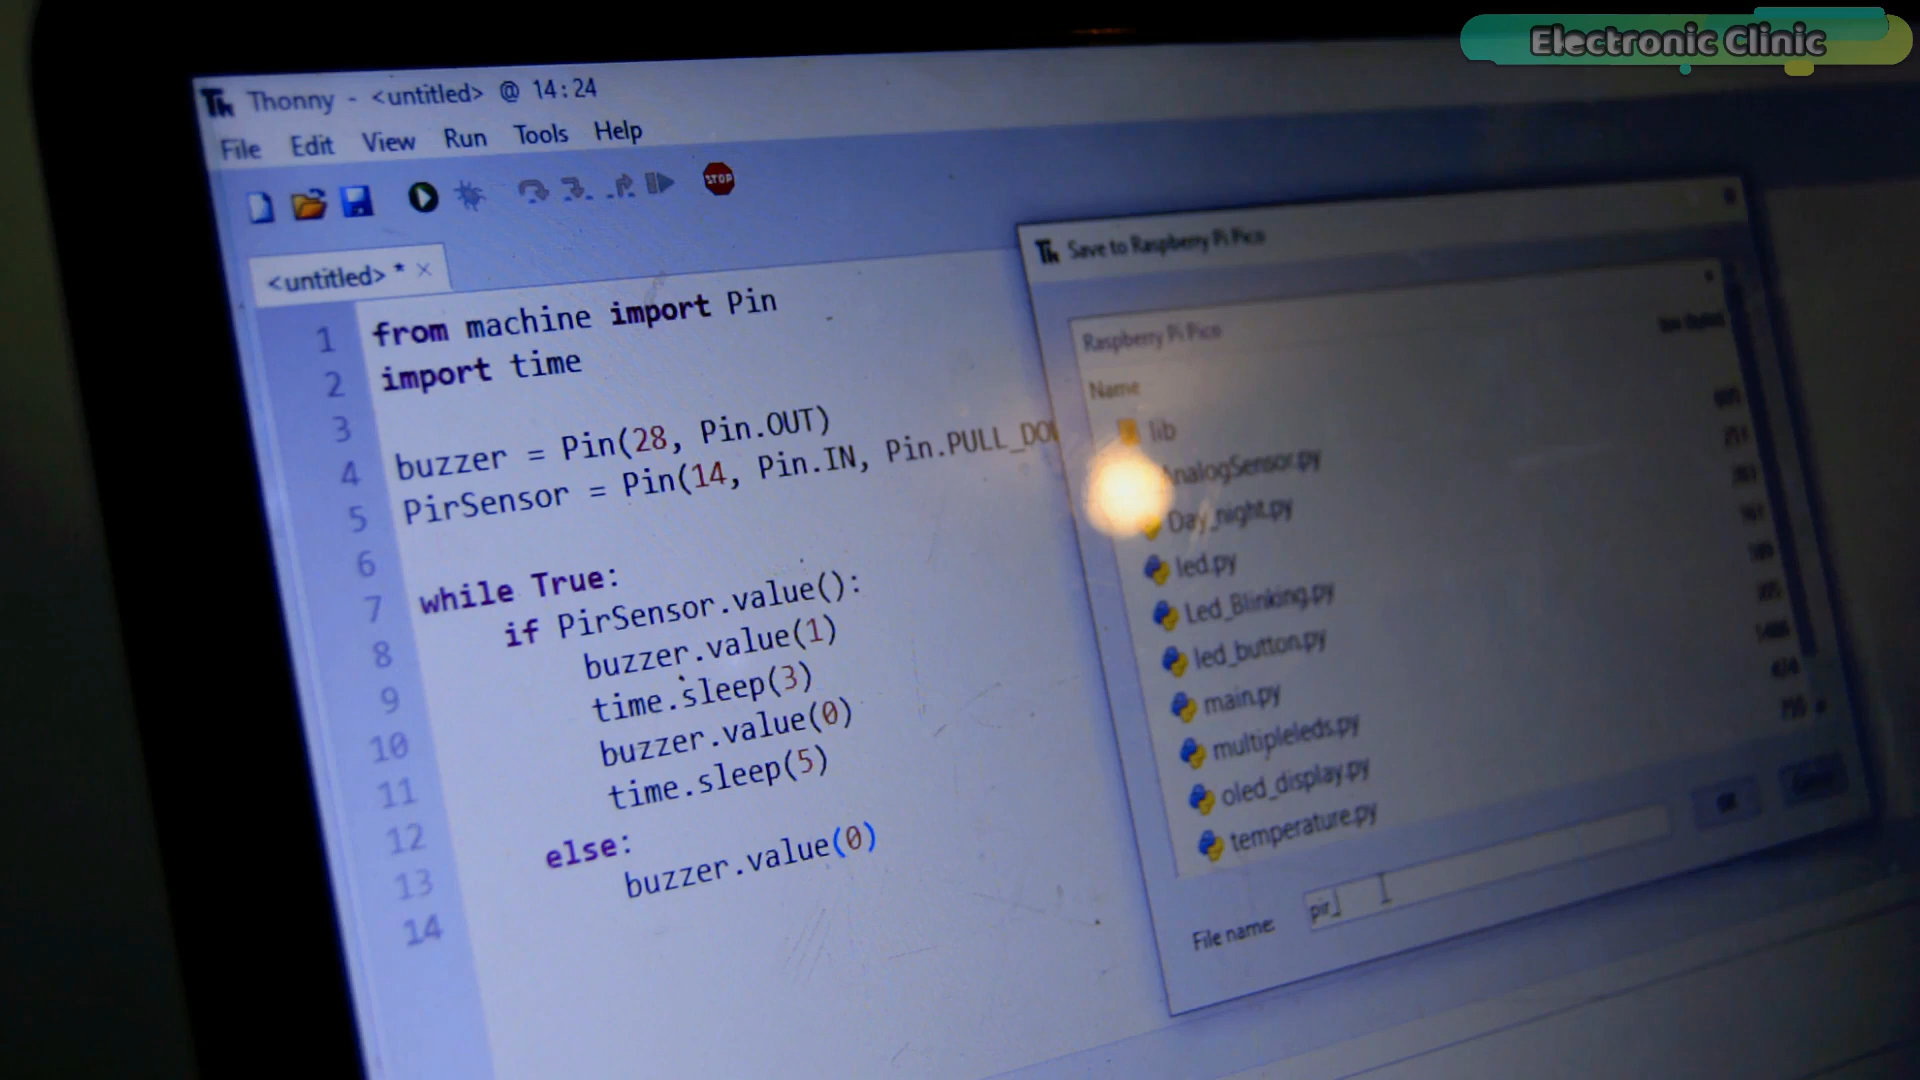 Electronic Clinic
Thonny - <untitled> @ 14:24
File Edit View Run Tools Help
STOP
<untitled> * ×
1 from machine import Pin
2 import time
3
4 buzzer = Pin(28, Pin.OUT)
5 PirSensor = Pin(14, Pin.IN, Pin.PULL_DOW
6
7 while True:
8 if PirSensor.value():
9 buzzer.value(1)
10 time.sleep(3)
11 buzzer.value(0)
12 time.sleep(5)
13 else:
14 buzzer.value(0)
Save to Raspberry Pi Pico
Raspberry Pi Pico
Name
lib
AnalogSensor.py
Day_night.py
led.py
Led_Blinking.py
led_button.py
main.py
multipleleds.py
oled_display.py
temperature.py
File name: pir_